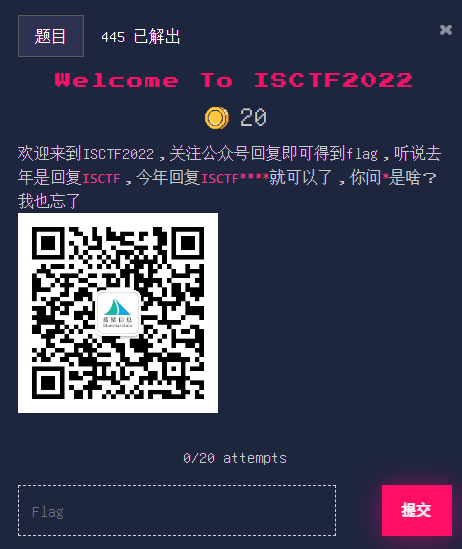 题目 445 已解出
Welcome To ISCTF2022
20
欢迎来到ISCTF2022，关注公众号回复即可得到flag，听说去
年是回复ISCTF，今年回复ISCTF****就可以了，你问*是啥？
我也忘了
蓝鲨信息
0/20 attempts
Flag
提交